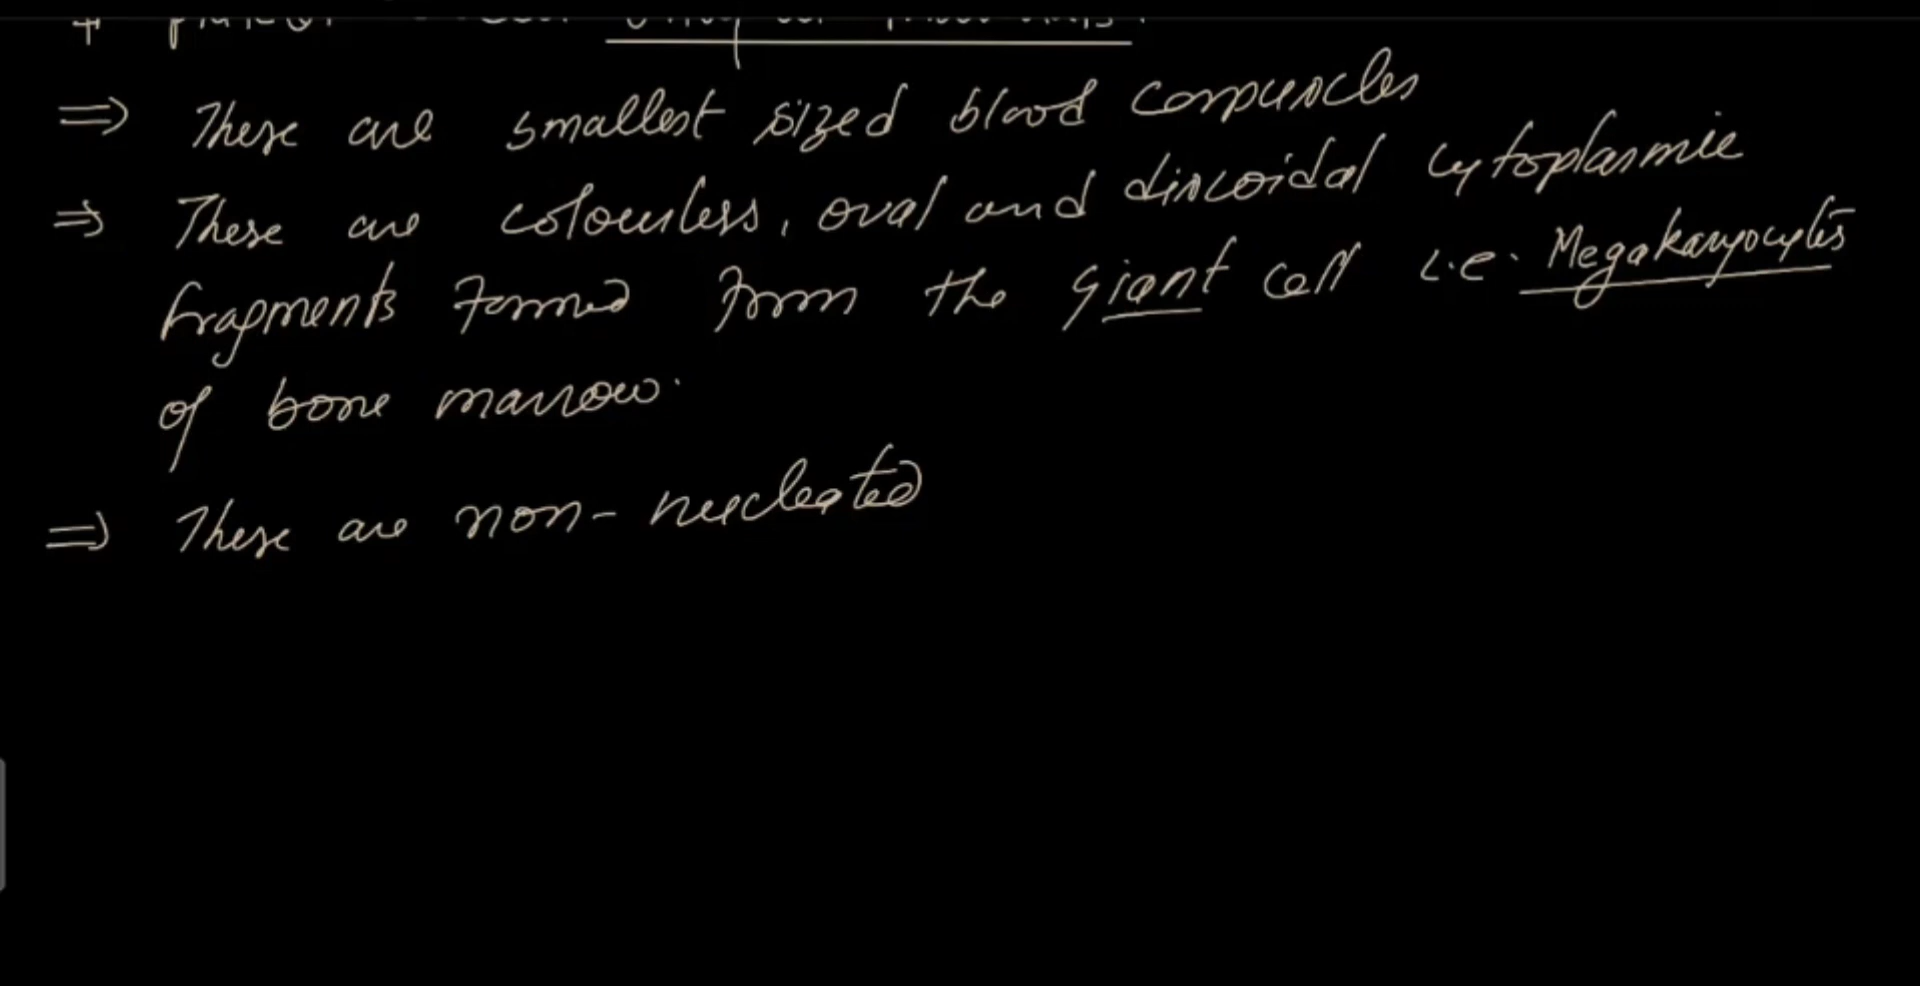 ⇒ These are smallest sized blood corpuscles
⇒ These are colourless, oval and discoidal cytoplasmic
fragments formed from the giant cell i.e. Megakaryocytes
of bone marrow.
⇒ These are non-nucleated